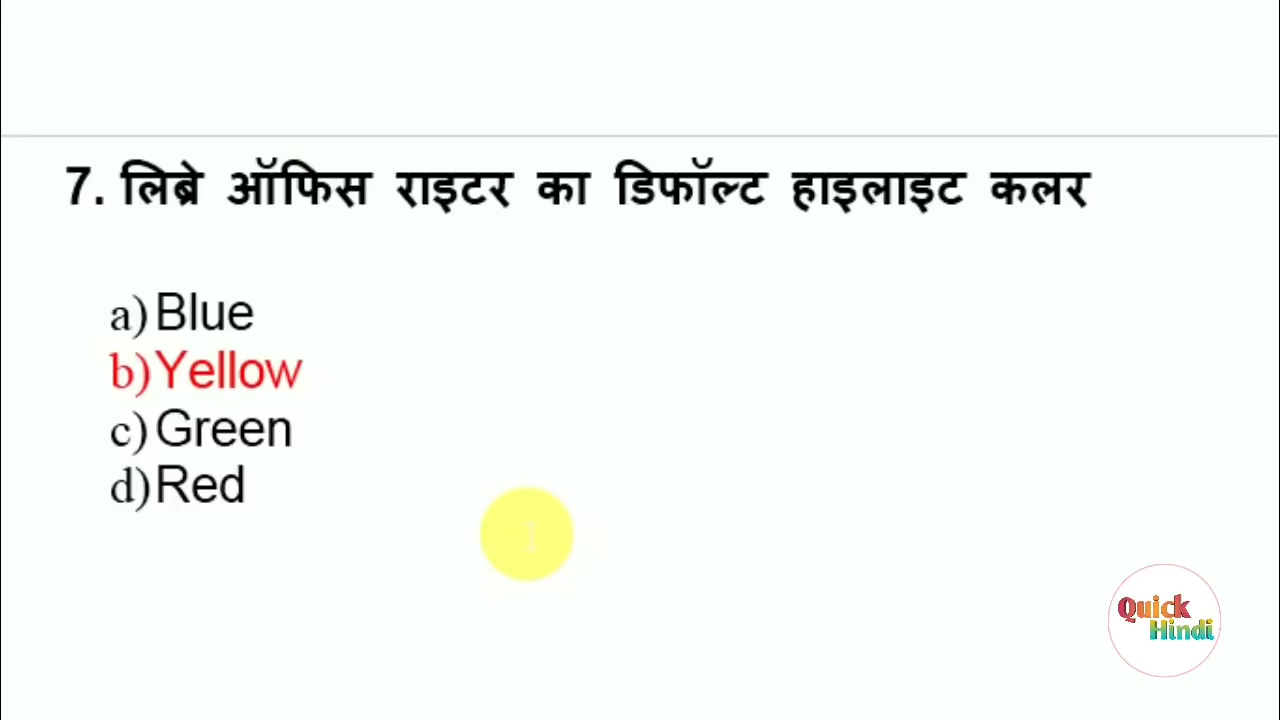 7. लिब्रे ऑफिस राइटर का डिफॉल्ट हाइलाइट कलर
a) Blue
b) Yellow
c) Green
d) Red
Quick
Hindi